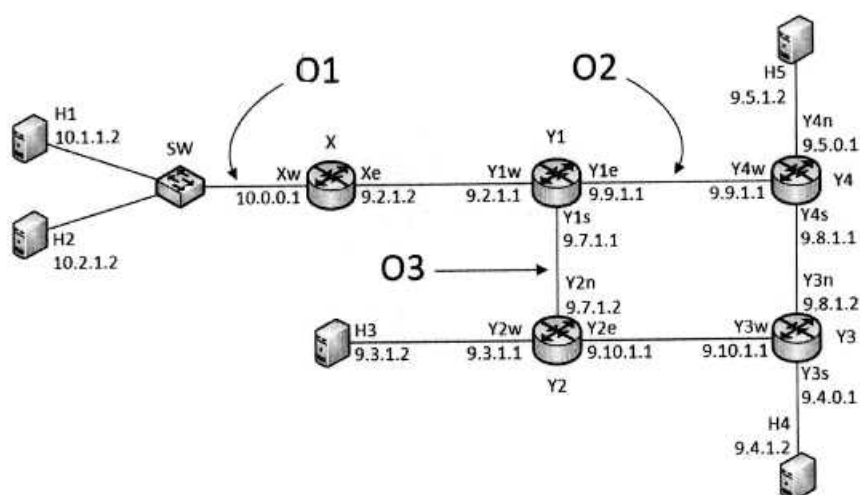 O1
O2
H5
9.5.1.2
H1
10.1.1.2
SW
X
Y1
Y4n
9.5.0.1
Xw
Xe
Y1w
Y1e
Y4w
Y4
10.0.0.1
9.2.1.2
9.2.1.1
9.9.1.1
9.9.1.1
H2
10.2.1.2
Y1s
9.7.1.1
Y4s
9.8.1.1
O3
Y2n
9.7.1.2
Y3n
9.8.1.2
H3
9.3.1.2
Y2w
9.3.1.1
Y2e
9.10.1.1
Y3w
9.10.1.1
Y3
Y2
Y3s
9.4.0.1
H4
9.4.1.2